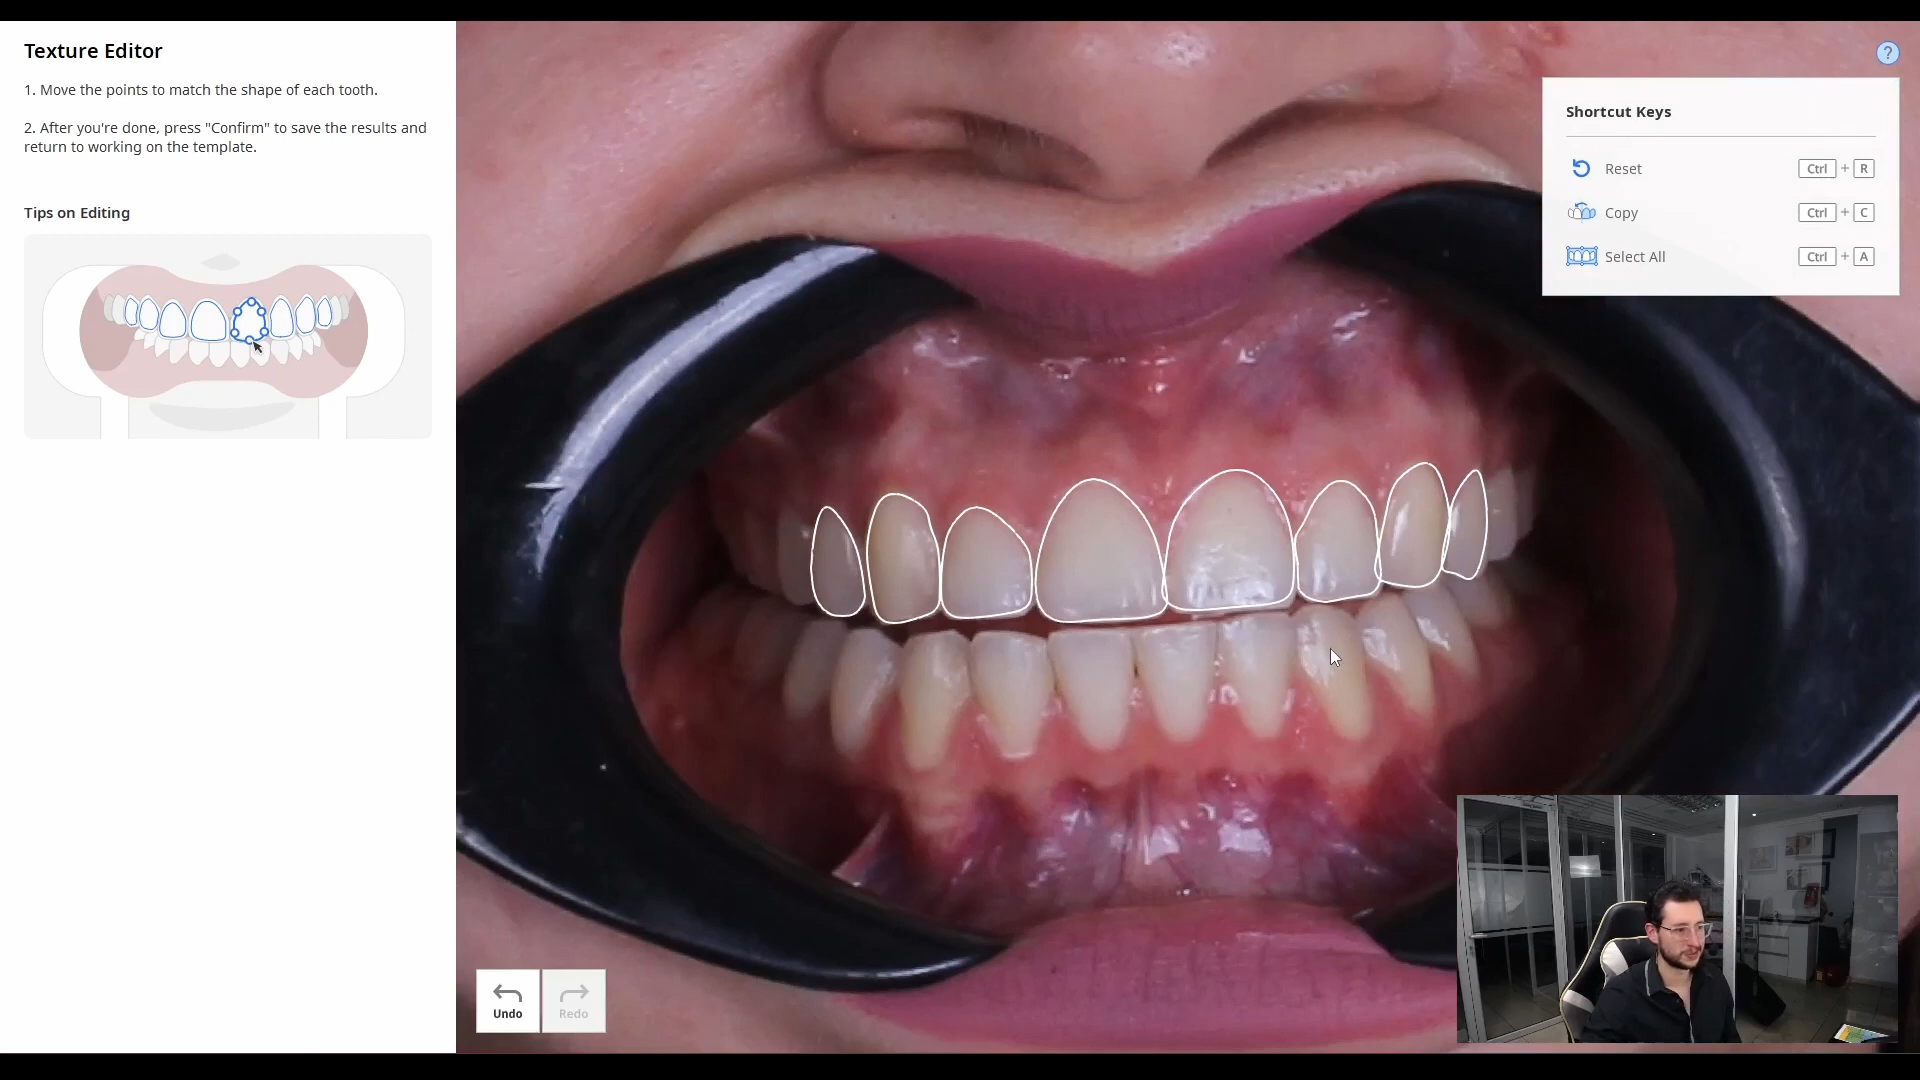 Texture Editor
1. Move the points to match the shape of each tooth.
2. After you're done, press "Confirm" to save the results and
return to working on the template.
Tips on Editing
?
Shortcut Keys
Reset Ctrl + R
Copy Ctrl + C
Select All Ctrl + A
Undo Redo